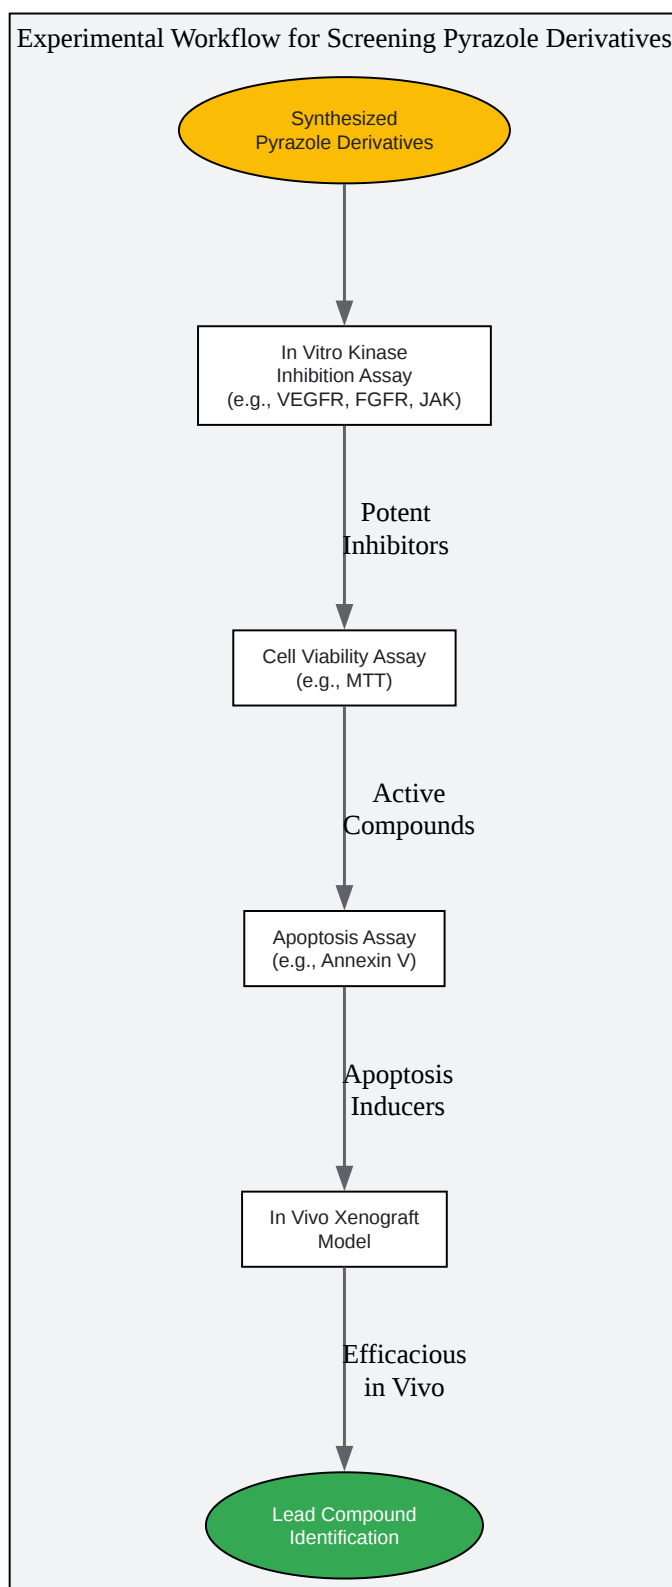 Experimental Workflow for Screening Pyrazole Derivatives
Synthesized
Pyrazole Derivatives
In Vitro Kinase
Inhibition Assay
(e.g., VEGFR, FGFR, JAK)
Potent
Inhibitors
Cell Viability Assay
(e.g., MTT)
Active
Compounds
Apoptosis Assay
(e.g., Annexin V)
Apoptosis
Inducers
In Vivo Xenograft
Model
Efficacious
in Vivo
Lead Compound
Identification